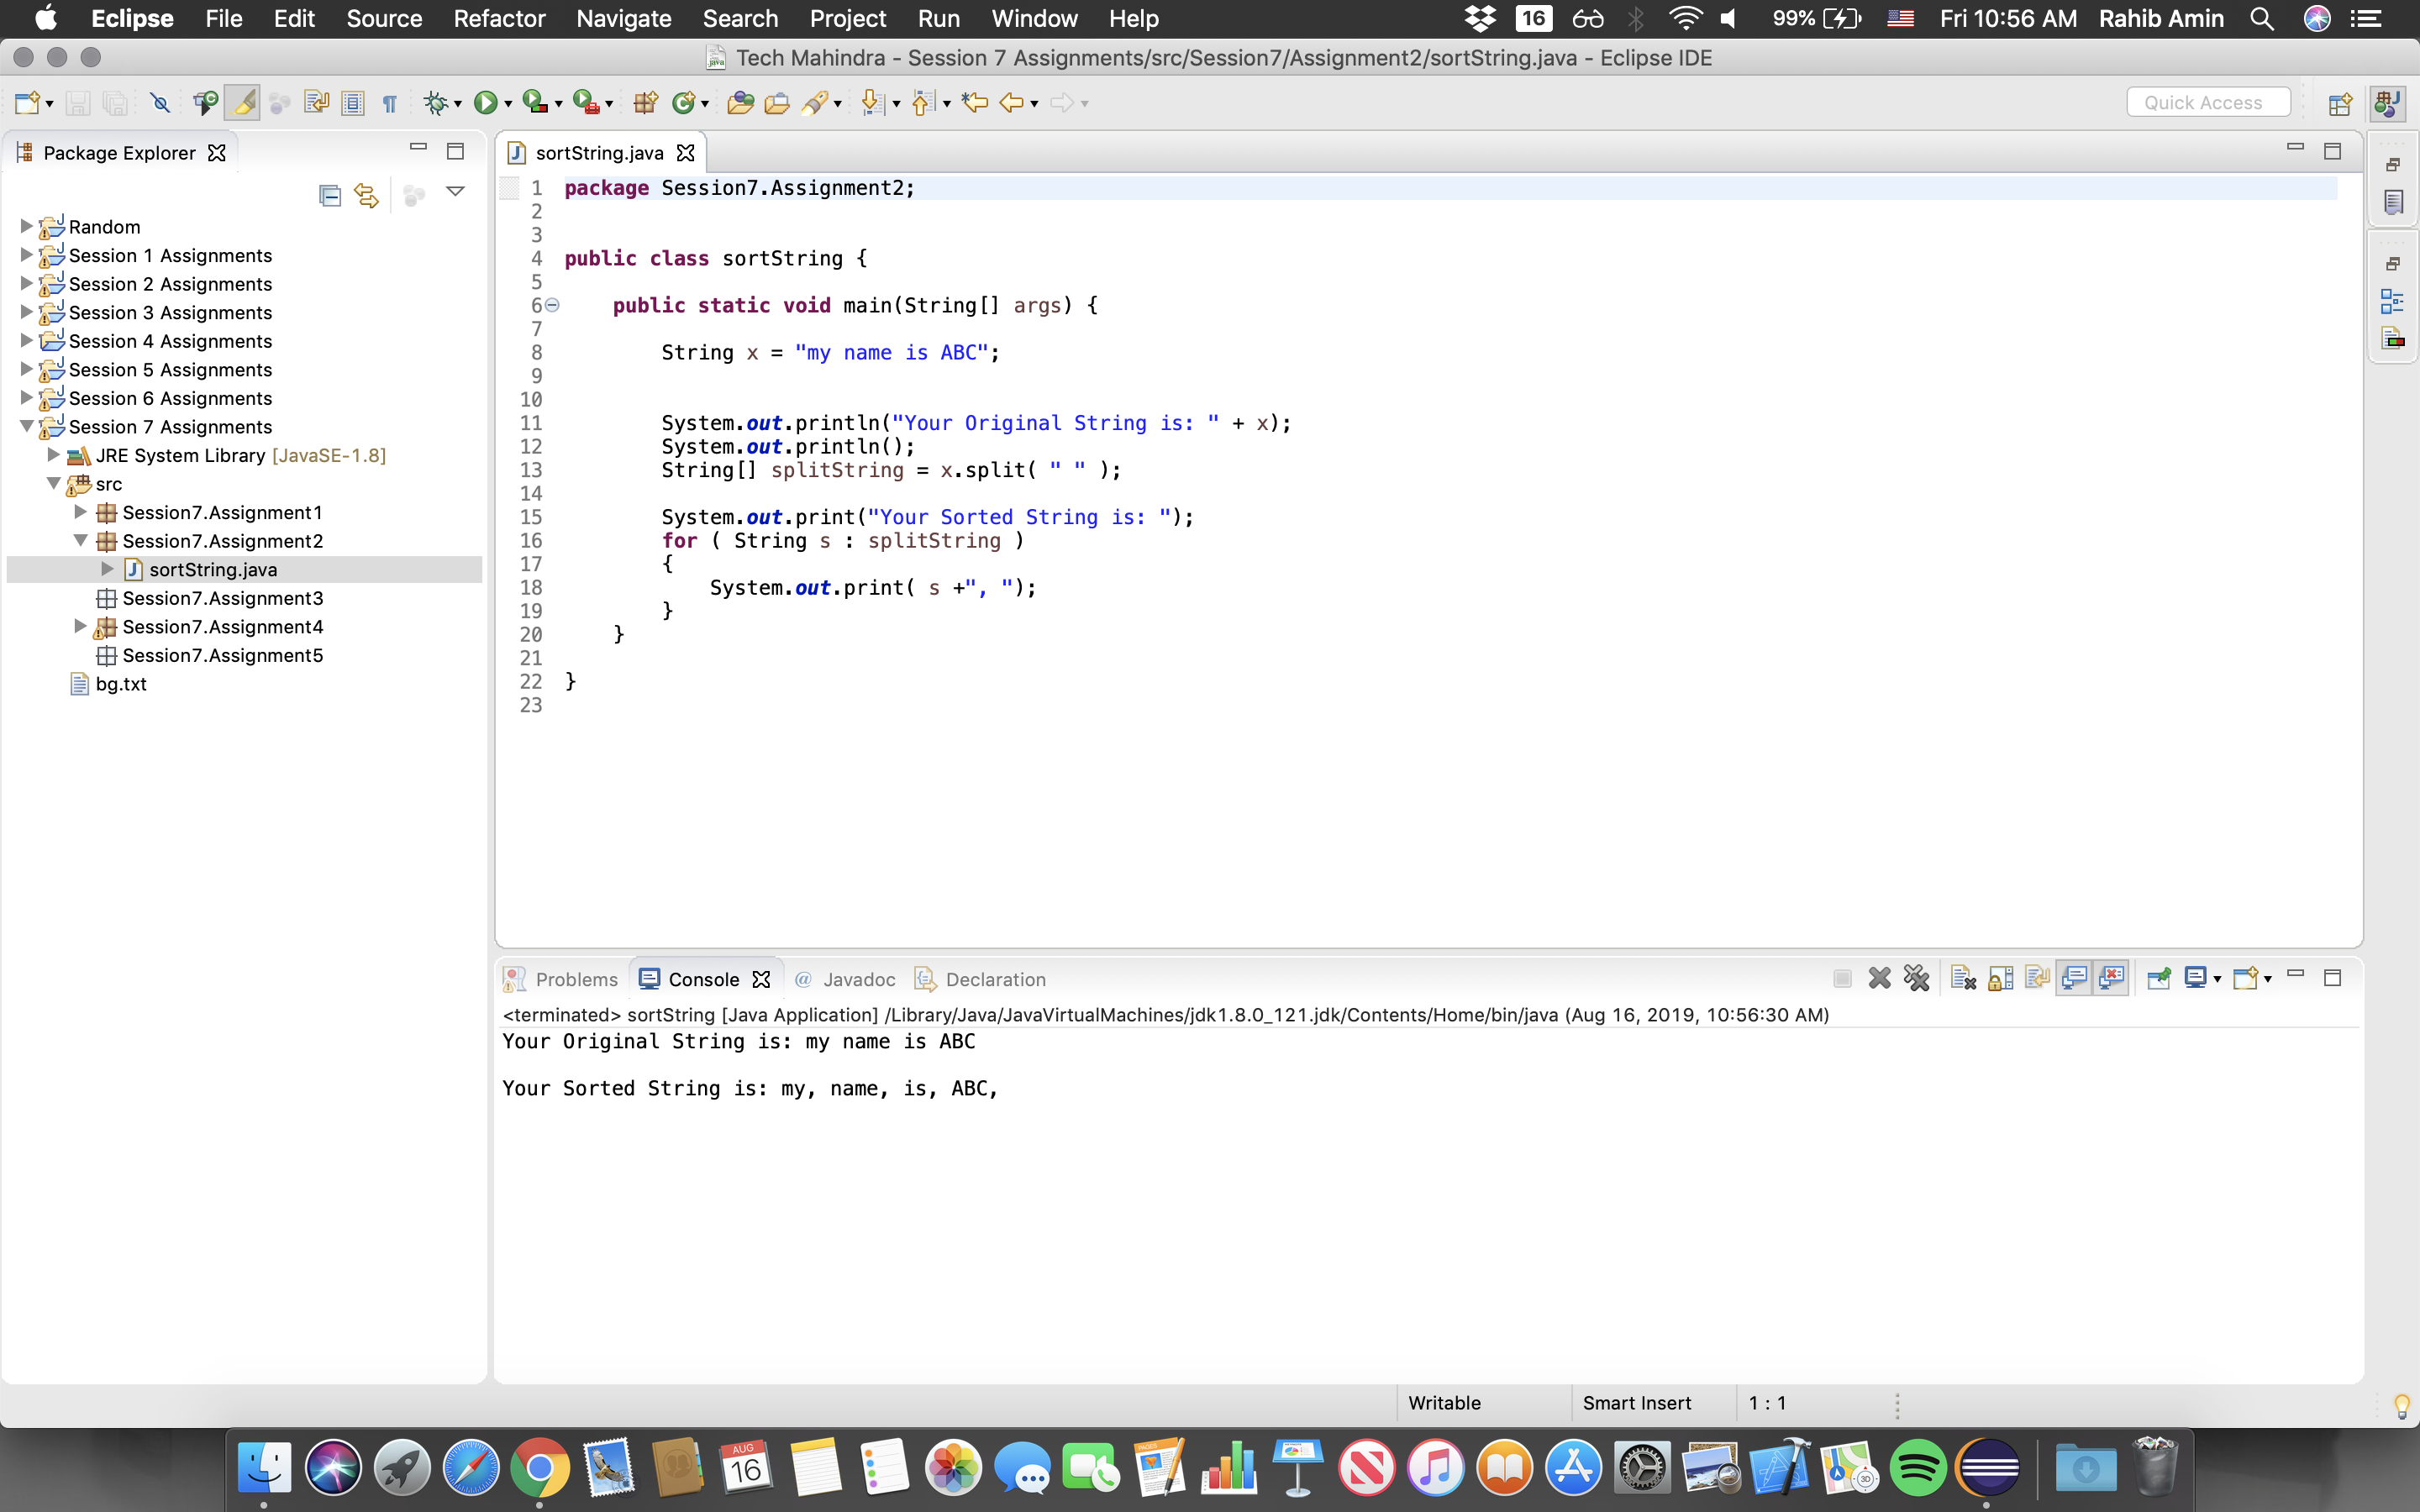 Eclipse File Edit Source Refactor Navigate Search Project Run Window Help 16 99% Fri 10:56 AM Rahib Amin
Tech Mahindra - Session 7 Assignments/src/Session7/Assignment2/sortString.java - Eclipse IDE
Quick Access
Package Explorer
Random
Session 1 Assignments
Session 2 Assignments
Session 3 Assignments
Session 4 Assignments
Session 5 Assignments
Session 6 Assignments
Session 7 Assignments
JRE System Library [JavaSE-1.8]
src
Session7.Assignment1
Session7.Assignment2
sortString.java
Session7.Assignment3
Session7.Assignment4
Session7.Assignment5
bg.txt
sortString.java
1 package Session7.Assignment2;
2
3
4 public class sortString {
5
6 public static void main(String[] args) {
7
8 String x = "my name is ABC";
9
10
11 System.out.println("Your Original String is: " + x);
12 System.out.println();
13 String[] splitString = x.split( " " );
14
15 System.out.print("Your Sorted String is: ");
16 for ( String s : splitString )
17 {
18 System.out.print( s +", ");
19 }
20 }
21
22 }
23
Problems Console @ Javadoc Declaration
<terminated> sortString [Java Application] /Library/Java/JavaVirtualMachines/jdk1.8.0_121.jdk/Contents/Home/bin/java (Aug 16, 2019, 10:56:30 AM)
Your Original String is: my name is ABC
Your Sorted String is: my, name, is, ABC,
Writable Smart Insert 1 : 1
AUG
16
PAGES
3D